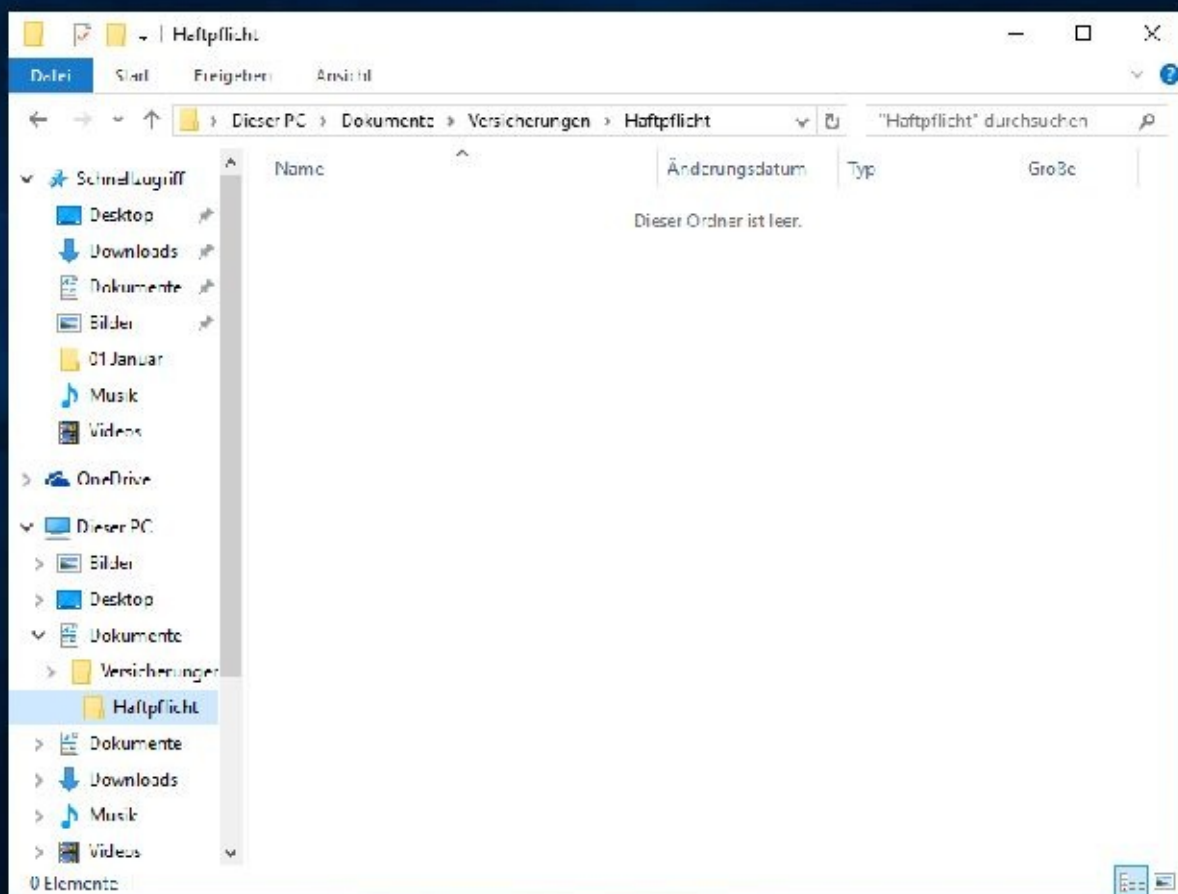 Haftpflicht
Datei Start Freigeben Ansicht
Dieser PC Dokumente Versicherungen Haftpflicht "Haftpflicht" durchsuchen
Name Änderungsdatum Typ Größe
Dieser Ordner ist leer.
Schnellzugriff
Desktop
Downloads
Dokumente
Bilder
01 Januar
Musik
Videos
OneDrive
Dieser PC
Bilder
Desktop
Dokumente
Versicherunger
Haftpflicht
Dokumente
Downloads
Musik
Videos
0 Elemente